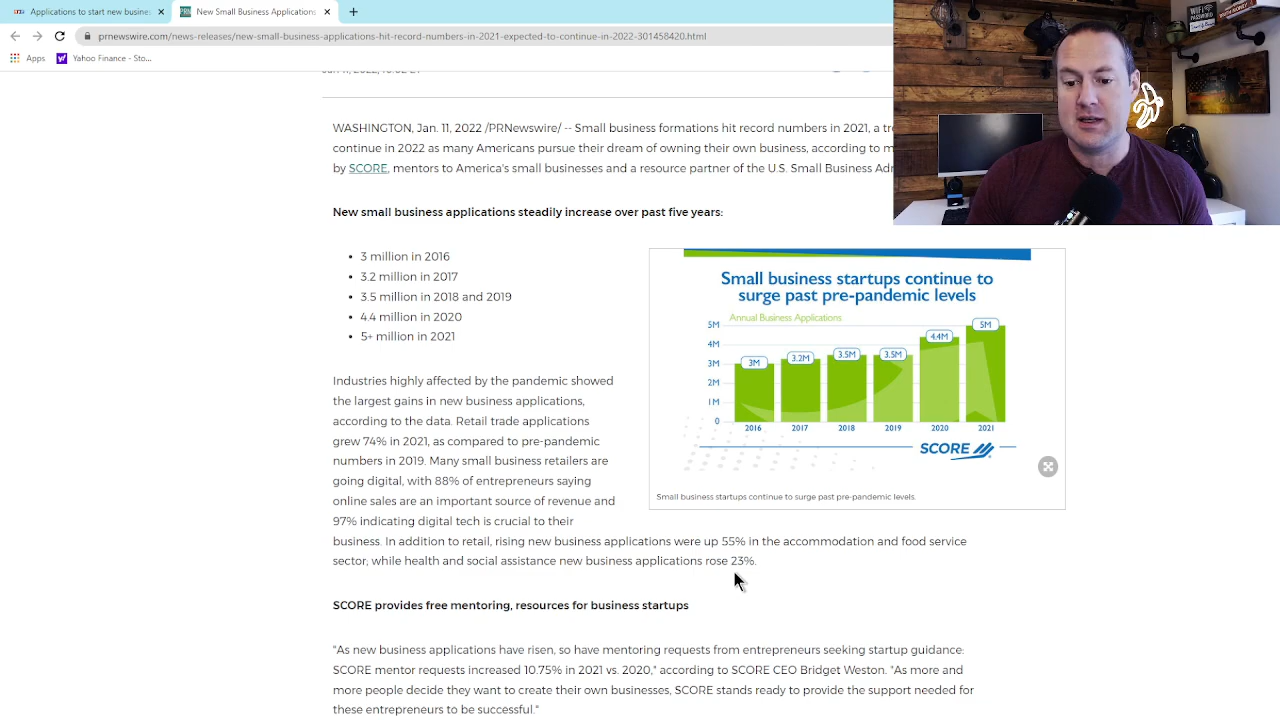 Applications to start new busine
New Small Business Applications
prnewswire.com/news-releases/new-small-business-applications-hit-record-numbers-in-2021-expected-to-continue-in-2022-301458420.html
Apps
Yahoo Finance - Sto...
WASHINGTON, Jan. 11, 2022 /PRNewswire/ -- Small business formations hit record numbers in 2021, a
continue in 2022 as many Americans pursue their dream of owning their own business, according to
by SCORE, mentors to America's small businesses and a resource partner of the U.S. Small Business
New small business applications steadily increase over past five years:
• 3 million in 2016
• 3.2 million in 2017
• 3.5 million in 2018 and 2019
• 4.4 million in 2020
• 5+ million in 2021
Small business startups continue to
surge past pre-pandemic levels
Annual Business Applications
5M
4M
3M
2M
1M
0
3M
3.2M
3.5M
3.5M
4.4M
5M
2016 2017 2018 2019 2020 2021
SCORE
Small business startups continue to surge past pre-pandemic levels.
Industries highly affected by the pandemic showed
the largest gains in new business applications,
according to the data. Retail trade applications
grew 74% in 2021, as compared to pre-pandemic
numbers in 2019. Many small business retailers are
going digital, with 88% of entrepreneurs saying
online sales are an important source of revenue and
97% indicating digital tech is crucial to their
business. In addition to retail, rising new business applications were up 55% in the accommodation and food service
sector; while health and social assistance new business applications rose 23%.
SCORE provides free mentoring, resources for business startups
"As new business applications have risen, so have mentoring requests from entrepreneurs seeking startup guidance:
SCORE mentor requests increased 10.75% in 2021 vs. 2020," according to SCORE CEO Bridget Weston. "As more and
more people decide they want to create their own businesses, SCORE stands ready to provide the support needed for
these entrepreneurs to be successful."
WiFi
PASSWORD